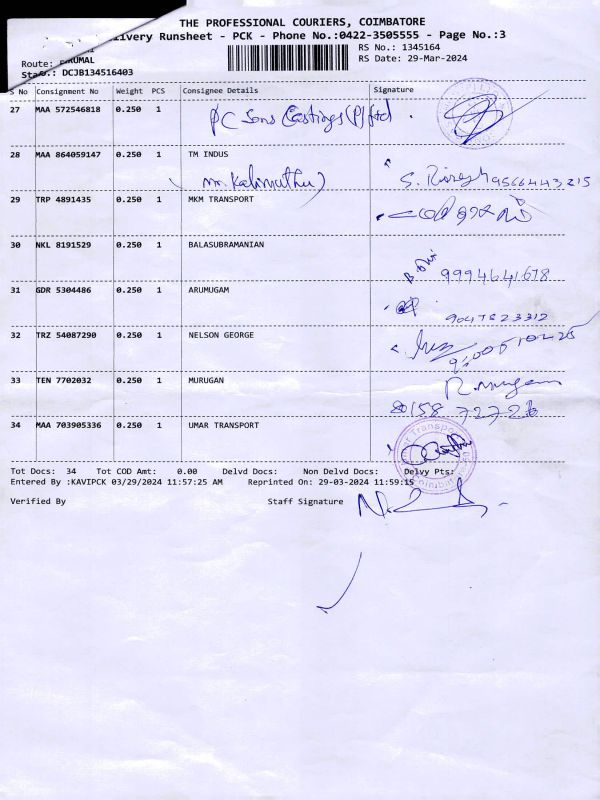 THE PROFESSIONAL COURIERS, COIMBATORE
livery Runsheet - PCK - Phone No.:0422-3505555 - Page No.:3
RS No.: 1345164
Route: RUMAL
RS Date: 29-Mar-2024
DCJB134516403
S No Consignment No Weight PCS Consignee Details Signature
27 MAA 572546818 0.250 1 PC Sons Castings (P) Ltd.
28 MAA 864059147 0.250 1 TM INDUS
Mr. Kalimuthu) 9566443215
29 TRP 4891435 0.250 1 MKM TRANSPORT
30 NKL 8191529 0.250 1 BALASUBRAMANIAN
9994641678
31 GDR 5304486 0.250 1 ARUMUGAM
9047823312
32 TRZ 54087290 0.250 1 NELSON GEORGE
33 TEN 7702032 0.250 1 MURUGAN R. Murugan
34 MAA 703905336 0.250 1 UMAR TRANSPORT
Tot Docs: 34 Tot COD Amt: 0.00 Delvd Docs: Non Delvd Docs: Delvy Pts:
Entered By :KAVIPCK 03/29/2024 11:57:25 AM Reprinted On: 29-03-2024 11:59:15
Verified By Staff Signature